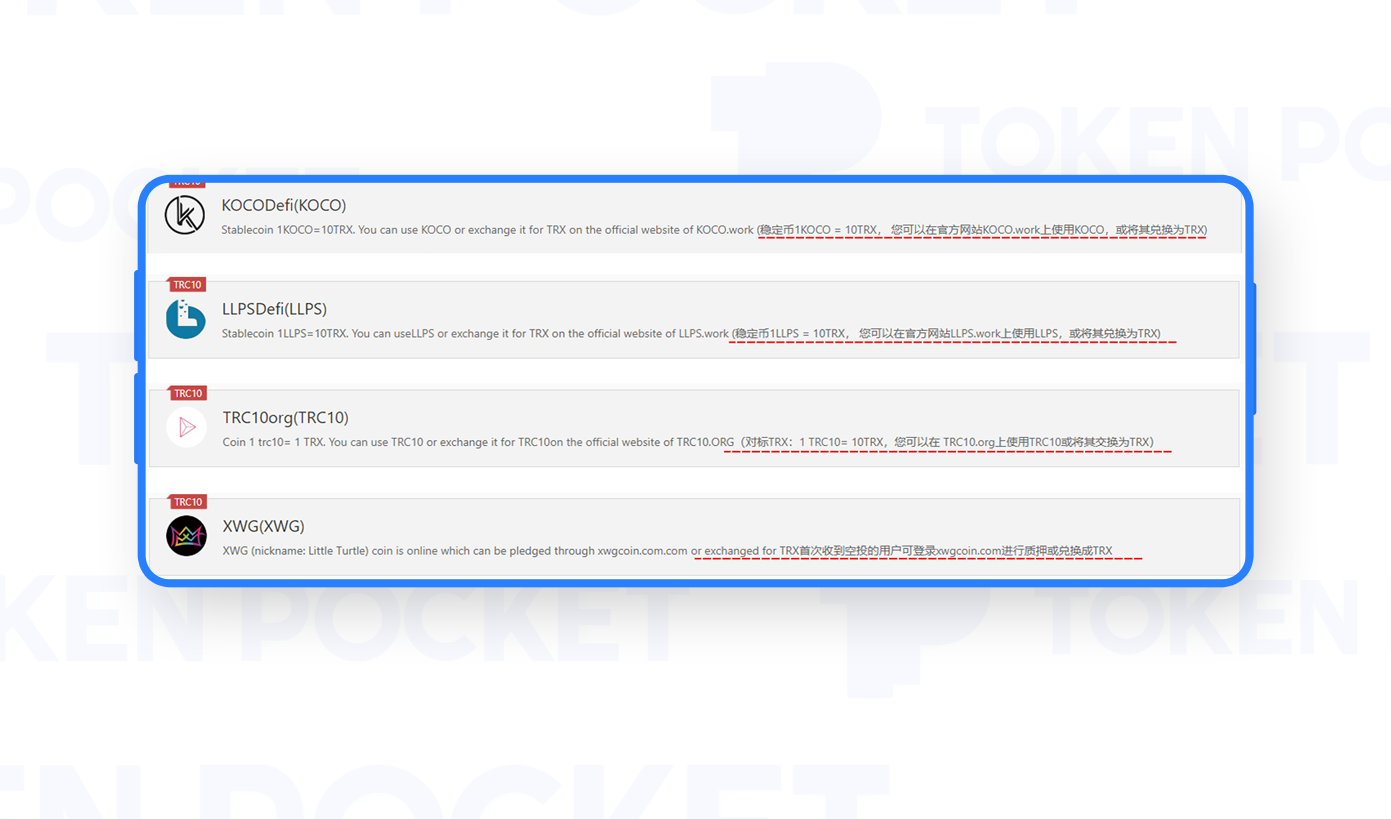 KEN POCKET
TOKEN PO
POCKET
TRC10
KOCODefi(KOCO)
Stablecoin 1KOCO=10TRX. You can use KOCO or exchange it for TRX on the official website of KOCO.work (稳定币1KOCO = 10TRX， 您可以在官方网站KOCO.work上使用KOCO，或将其兑换为TRX)
TRC10
LLPSDefi(LLPS)
Stablecoin 1LLPS=10TRX. You can useLLPS or exchange it for TRX on the official website of LLPS.work (稳定币1LLPS = 10TRX， 您可以在官方网站LLPS.work上使用LLPS，或将其兑换为TRX)
TRC10
TRC10org(TRC10)
Coin 1 trc10= 1 TRX. You can use TRC10 or exchange it for TRC10on the official website of TRC10.ORG（对标TRX：1 TRC10= 10TRX，您可以在 TRC10.org上使用TRC10或将其交换为TRX）
TRC10
XWG(XWG)
XWG (nickname: Little Turtle) coin is online which can be pledged through xwgcoin.com.com or exchanged for TRX首次收到空投的用户可登录xwgcoin.com进行质押或兑换成TRX
KEN POCKET
TOKEN
EN POCKET